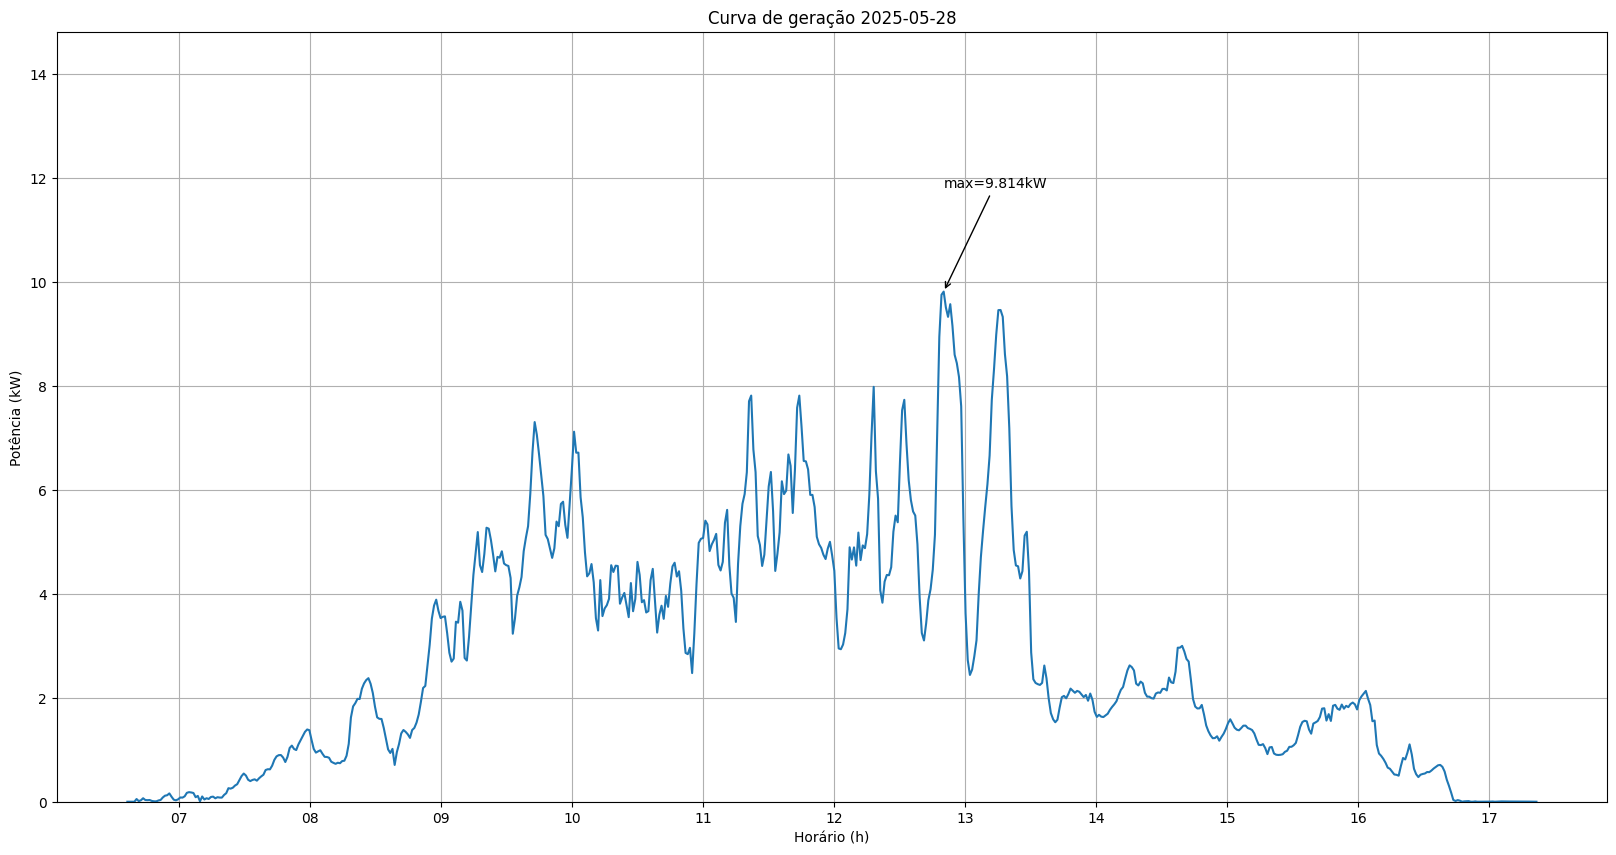 Curva de geração 2025-05-28
14
12
10
8
6
4
2
0
Potência (kW)
max=9.814kW
07 08 09 10 11 12 13 14 15 16 17
Horário (h)